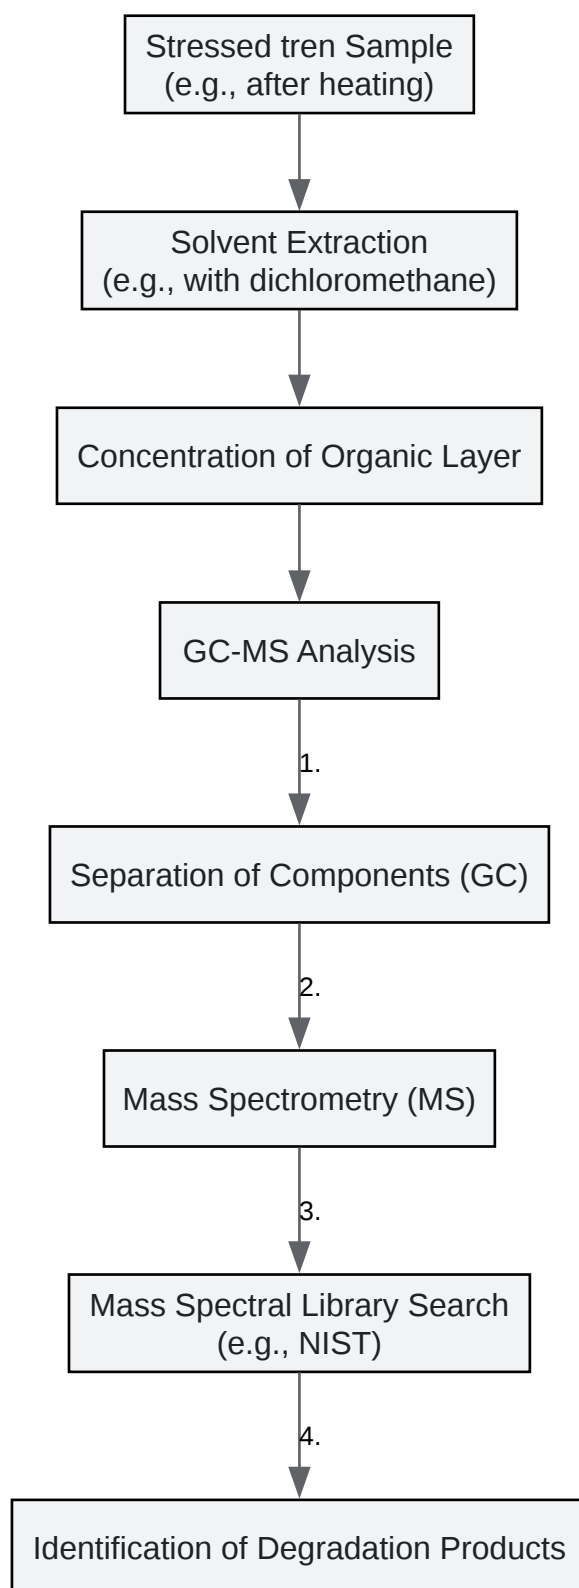 Stressed tren Sample
(e.g., after heating)
Solvent Extraction
(e.g., with dichloromethane)
Concentration of Organic Layer
GC-MS Analysis
1.
Separation of Components (GC)
2.
Mass Spectrometry (MS)
3.
Mass Spectral Library Search
(e.g., NIST)
4.
Identification of Degradation Products